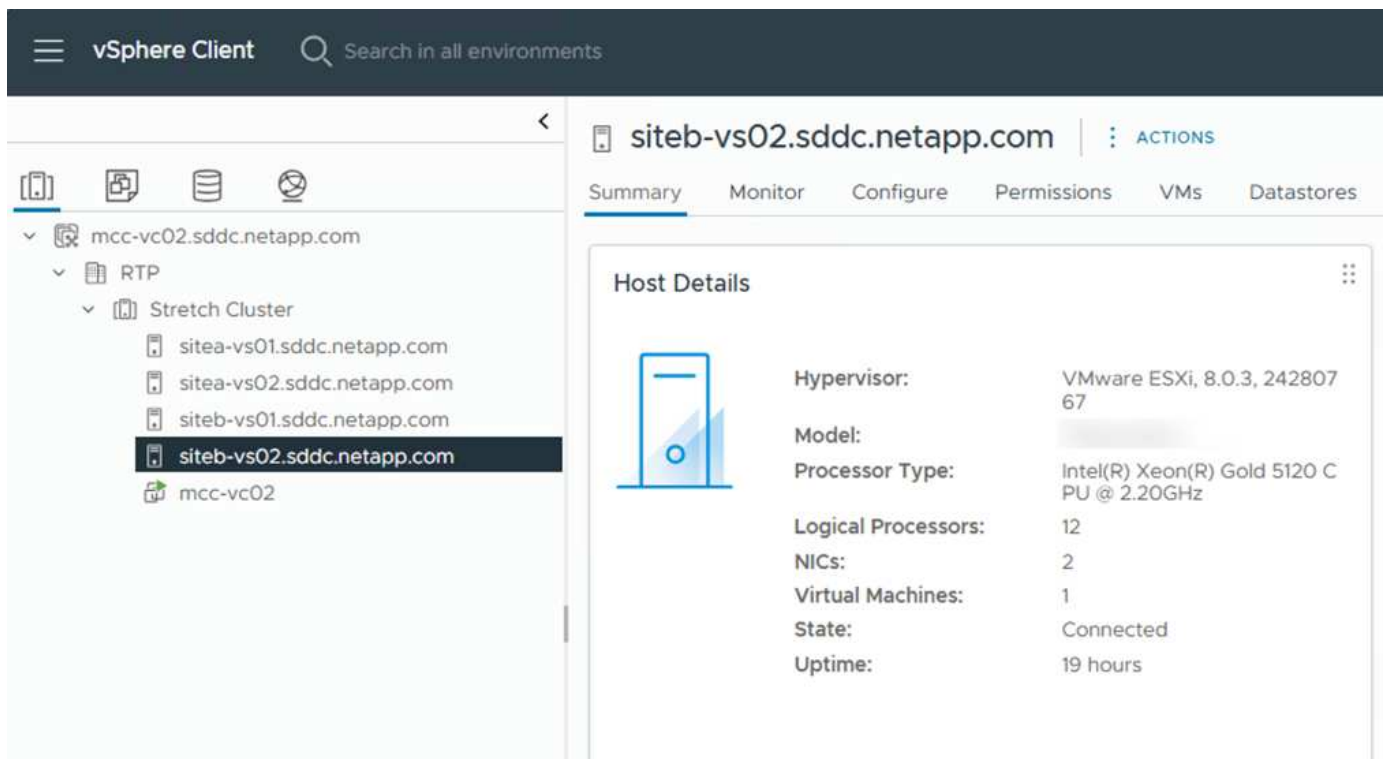 vSphere Client
Search in all environments
siteb-vs02.sddc.netapp.com
ACTIONS
Summary Monitor Configure Permissions VMs Datastores
mcc-vc02.sddc.netapp.com
RTP
Stretch Cluster
sitea-vs01.sddc.netapp.com
sitea-vs02.sddc.netapp.com
siteb-vs01.sddc.netapp.com
siteb-vs02.sddc.netapp.com
mcc-vc02
Host Details
Hypervisor: VMware ESXi, 8.0.3, 242807
67
Model:
Processor Type: Intel(R) Xeon(R) Gold 5120 C
PU @ 2.20GHz
Logical Processors: 12
NICs: 2
Virtual Machines: 1
State: Connected
Uptime: 19 hours